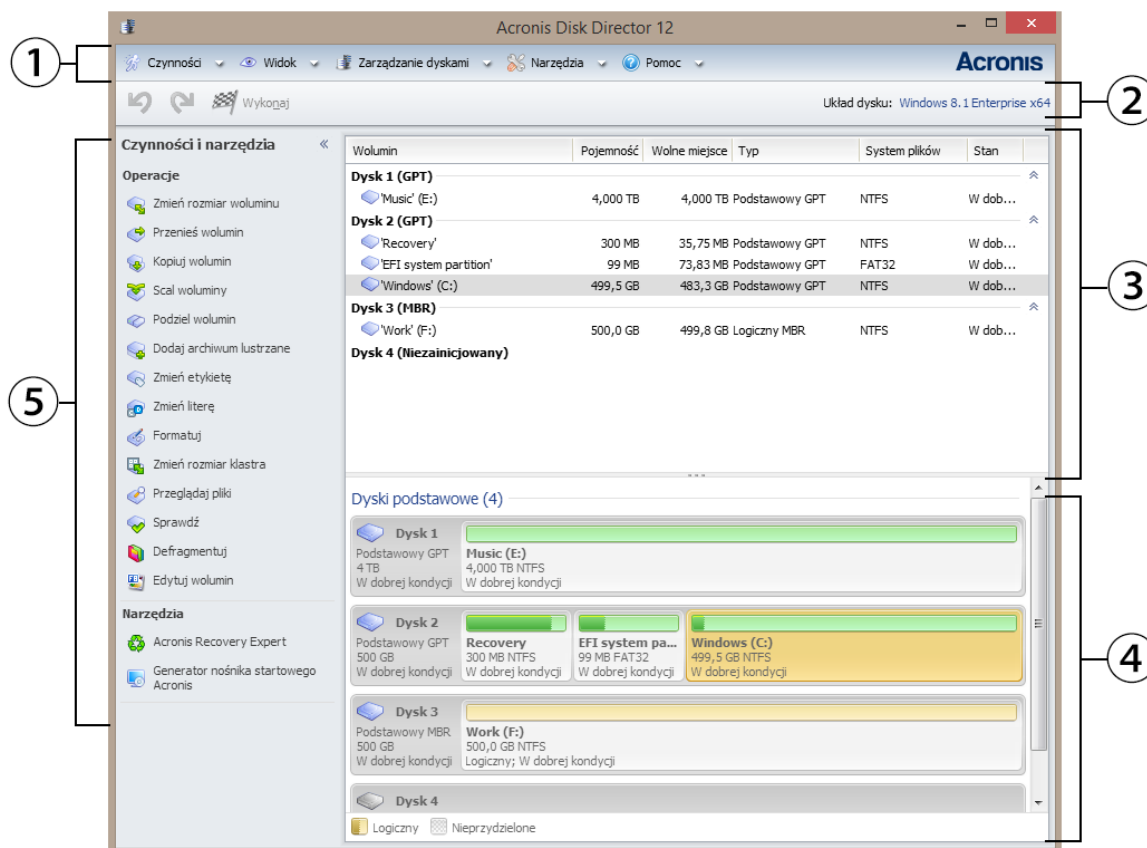 Acronis Disk Director 12
1
Czynności Widok Zarządzanie dyskami Narzędzia Pomoc Acronis
Wykonaj Układ dysku: Windows 8.1 Enterprise x64
2
5
Czynności i narzędzia «
Operacje
Zmień rozmiar woluminu
Przenieś wolumin
Kopiuj wolumin
Scal woluminy
Podziel wolumin
Dodaj archiwum lustrzane
Zmień etykietę
Zmień literę
Formatuj
Zmień rozmiar klastra
Przeglądaj pliki
Sprawdź
Defragmentuj
Edytuj wolumin
Narzędzia
Acronis Recovery Expert
Generator nośnika startowego
Acronis
Wolumin Pojemność Wolne miejsce Typ System plików Stan
Dysk 1 (GPT)
'Music' (E:) 4,000 TB 4,000 TB Podstawowy GPT NTFS W dob...
Dysk 2 (GPT)
'Recovery' 300 MB 35,75 MB Podstawowy GPT NTFS W dob...
'EFI system partition' 99 MB 73,83 MB Podstawowy GPT FAT32 W dob...
'Windows' (C:) 499,5 GB 483,3 GB Podstawowy GPT NTFS W dob...
Dysk 3 (MBR)
'Work' (F:) 500,0 GB 499,8 GB Logiczny MBR NTFS W dob...
Dysk 4 (Niezainicjowany)
3
Dyski podstawowe (4)
Dysk 1
Podstawowy GPT
4 TB
W dobrej kondycji
Music (E:)
4,000 TB NTFS
W dobrej kondycji
Dysk 2
Podstawowy GPT
500 GB
W dobrej kondycji
Recovery
300 MB NTFS
W dobrej kondycji
EFI system pa...
99 MB FAT32
W dobrej kondycji
Windows (C:)
499,5 GB NTFS
W dobrej kondycji
Dysk 3
Podstawowy MBR
500 GB
W dobrej kondycji
Work (F:)
500,0 GB NTFS
Logiczny; W dobrej kondycji
Dysk 4
Logiczny Nieprzydzielone
4